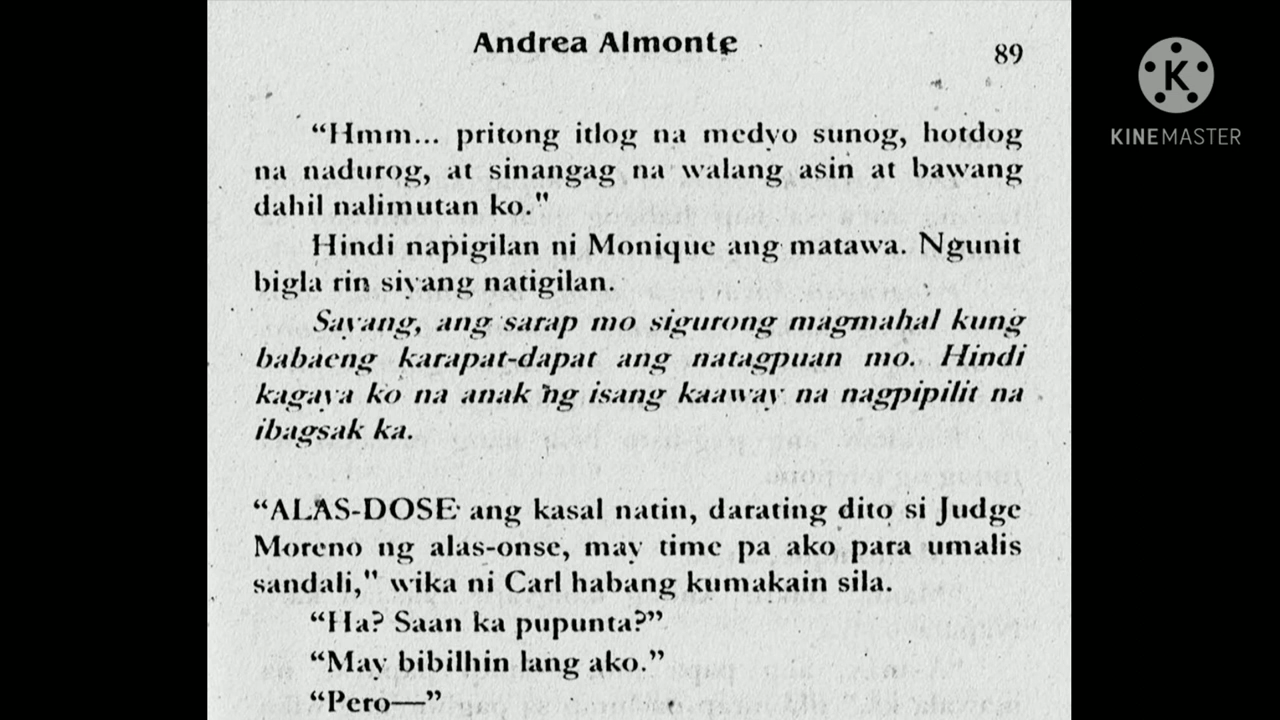 Andrea Almonte
89
KINEMASTER
“Hmm... pritong itlog na medyo sunog, hotdog
na nadurog, at sinangag na walang asin at bawang
dahil nalimutan ko."
Hindi napigilan ni Monique ang matawa. Ngunit
bigla rin siyang natigilan.
Sayang, ang sarap mo sigurong magmahal kung
babaeng karapat-dapat ang natagpuan mo. Hindi
kagaya ko na anak ng isang kaaway na nagpipilit na
ibagsak ka.
“ALAS-DOSE ang kasal natin, darating dito si Judge
Moreno ng alas-onse, may time pa ako para umalis
sandali," wika ni Carl habang kumakain sila.
“Ha? Saan ka pupunta?”
“May bibilhin lang ako.”
“Pero—”